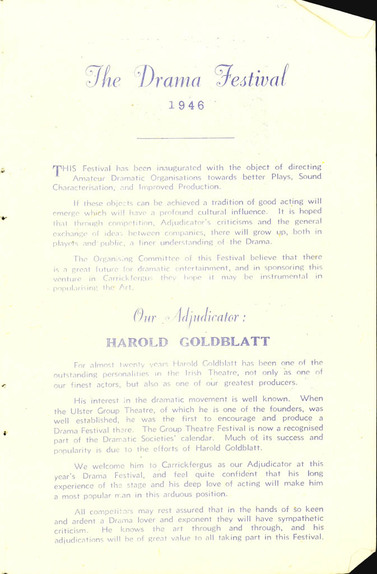 The Drama Festival
1946
THIS Festival has been inaugurated with the object of directing
Amateur Dramatic Organisations towards better Plays, Sound
Characterisation, and Improved Production.
If those objects can be achieved a tradition of good acting will
emerge which will have a profound cultural influence. It is hoped
that through competition, Adjudicator's criticisms and the general
exchange of ideas between companies, there will grow up, both in
players and public, a finer understanding of the Drama.
The Organising Committee of this Festival believe that there
is a great future for dramatic entertainment, and in sponsoring this
venture in Carrickfergus they hope it may be instrumental in
popularising the Art.
Our Adjudicator:
HAROLD GOLDBLATT
For almost twenty years Harold Goldblatt has been one of the
outstanding personalities in the Irish Theatre, not only as one of
our finest actors, but also as one of our greatest producers.
His interest in the dramatic movement is well known. When
the Ulster Group Theatre, of which he is one of the founders, was
well established, he was the first to encourage and produce a
Drama Festival there. The Group Theatre Festival is now a recognised
part of the Dramatic Societies' calendar. Much of its success and
popularity is due to the efforts of Harold Goldblatt.
We welcome him to Carrickfergus as our Adjudicator at this
year's Drama Festival, and feel quite confident that his long
experience of the stage and his deep love of acting will make him
a most popular man in this arduous position.
All competitors may rest assured that in the hands of so keen
and ardent a Drama lover and exponent they will have sympathetic
criticism. He knows the art through and through, and his
adjudications will be of great value to all taking part in this Festival.